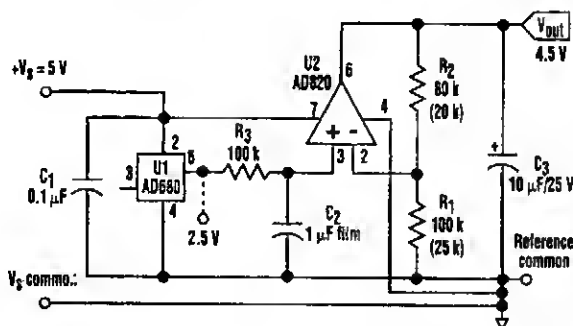 +Vs = 5 V
U2
AD820
6
7
4
+ -
3 2
R2
80 k
(20 k)
Vout
4.5 V
R3
100 k
2
U1
AD680
3
5
4
C1
0.1 µF
2.5 V
C2
1 µF film
R1
100 k
(25 k)
+
C3
10 µF/25 V
Reference
common
Vs commo.: